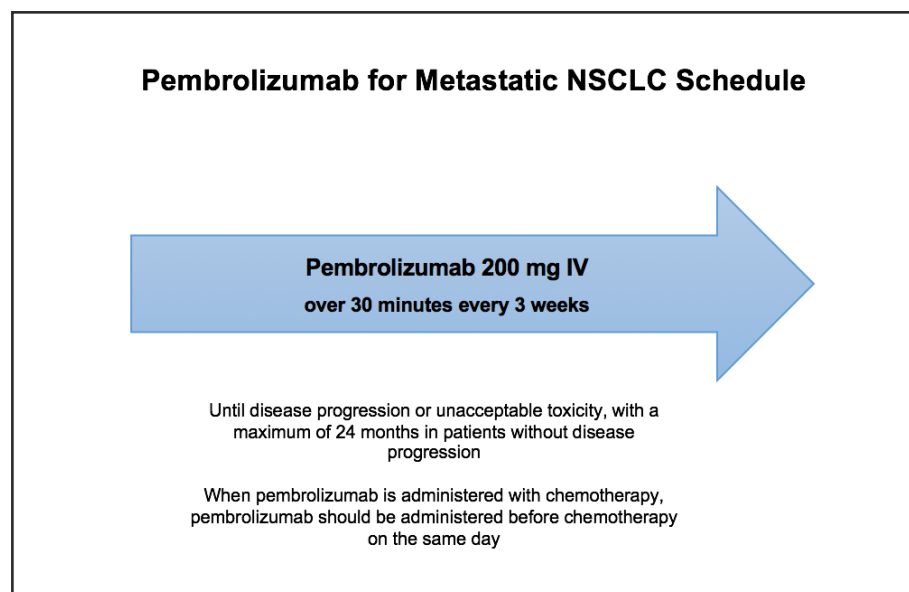 Pembrolizumab for Metastatic NSCLC Schedule
Pembrolizumab 200 mg IV
over 30 minutes every 3 weeks
Until disease progression or unacceptable toxicity, with a
maximum of 24 months in patients without disease
progression
When pembrolizumab is administered with chemotherapy,
pembrolizumab should be administered before chemotherapy
on the same day